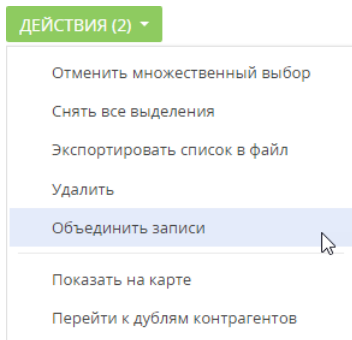 ДЕЙСТВИЯ (2)
Отменить множественный выбор
Снять все выделения
Экспортировать список в файл
Удалить
Объединить записи
Показать на карте
Перейти к дублям контрагентов